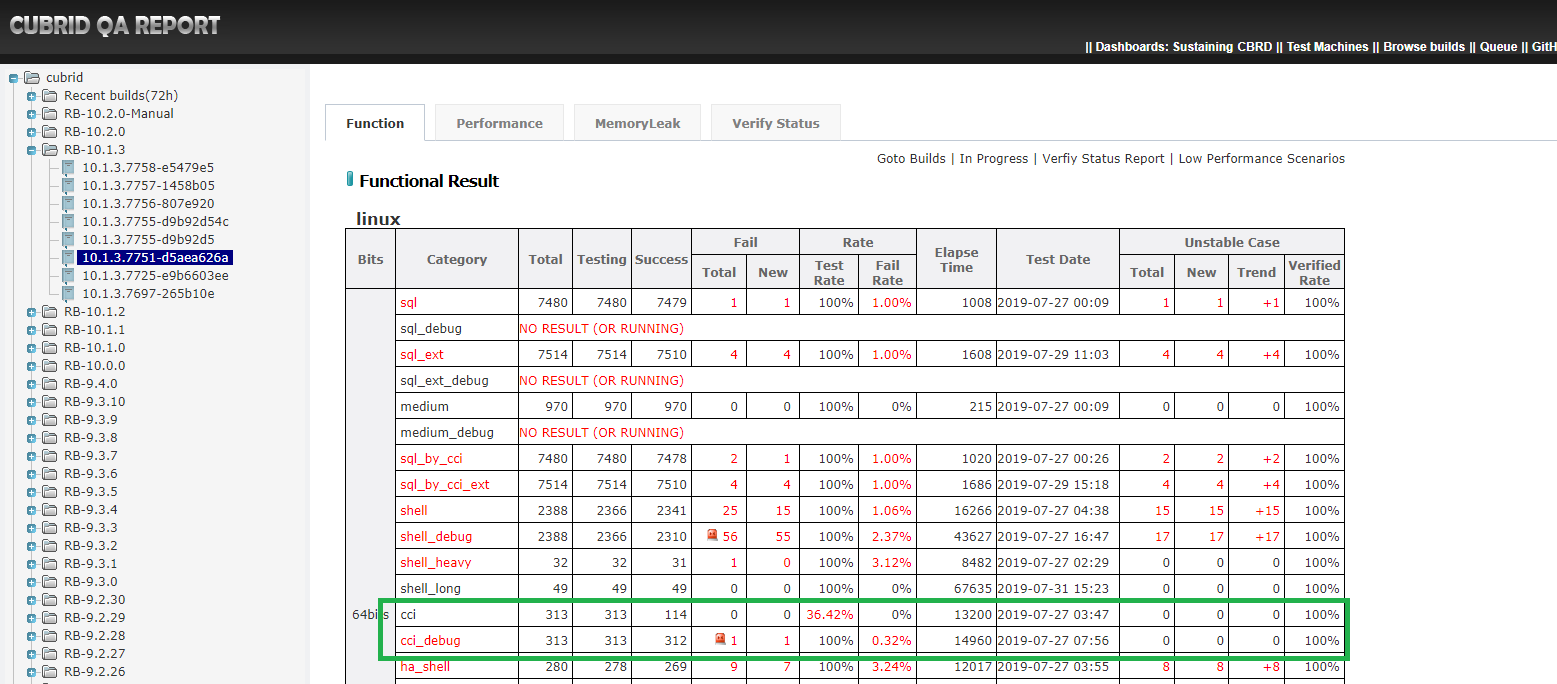 CUBRID QA REPORT
|| Dashboards: Sustaining CBRD || Test Machines || Browse builds || Queue || GitH
cubrid
Recent builds(72h)
RB-10.2.0-Manual
RB-10.2.0
RB-10.1.3
10.1.3.7758-e5479e5
10.1.3.7757-1458b05
10.1.3.7756-807e920
10.1.3.7755-d9b92d54c
10.1.3.7755-d9b92d5
10.1.3.7751-d5aea626a
10.1.3.7725-e9b6603ee
10.1.3.7697-265b10e
RB-10.1.2
RB-10.1.1
RB-10.1.0
RB-10.0.0
RB-9.4.0
RB-9.3.10
RB-9.3.9
RB-9.3.8
RB-9.3.7
RB-9.3.6
RB-9.3.5
RB-9.3.4
RB-9.3.3
RB-9.3.2
RB-9.3.1
RB-9.3.0
RB-9.2.30
RB-9.2.29
RB-9.2.28
RB-9.2.27
RB-9.2.26
Function Performance MemoryLeak Verify Status
Goto Builds | In Progress | Verfiy Status Report | Low Performance Scenarios
Functional Result
linux
Bits Category Total Testing Success Fail Rate Elapse Time Test Date Unstable Case
Total New Test Rate Fail Rate Total New Trend Verified Rate
64bits
sql 7480 7480 7479 1 1 100% 1.00% 1008 2019-07-27 00:09 1 1 +1 100%
sql_debug NO RESULT (OR RUNNING)
sql_ext 7514 7514 7510 4 4 100% 1.00% 1608 2019-07-29 11:03 4 4 +4 100%
sql_ext_debug NO RESULT (OR RUNNING)
medium 970 970 970 0 0 100% 0% 215 2019-07-27 00:09 0 0 0 100%
medium_debug NO RESULT (OR RUNNING)
sql_by_cci 7480 7480 7478 2 1 100% 1.00% 1020 2019-07-27 00:26 2 2 +2 100%
sql_by_cci_ext 7514 7514 7510 4 4 100% 1.00% 1686 2019-07-29 15:18 4 4 +4 100%
shell 2388 2366 2341 25 15 100% 1.06% 16266 2019-07-27 04:38 15 15 +15 100%
shell_debug 2388 2366 2310 56 55 100% 2.37% 43627 2019-07-27 16:47 17 17 +17 100%
shell_heavy 32 32 31 1 0 100% 3.12% 8482 2019-07-27 02:29 0 0 0 100%
shell_long 49 49 49 0 0 100% 0% 67635 2019-07-31 15:23 0 0 0 100%
cci 313 313 114 0 0 36.42% 0% 13200 2019-07-27 03:47 0 0 0 100%
cci_debug 313 313 312 1 1 100% 0.32% 14960 2019-07-27 07:56 0 0 0 100%
ha_shell 280 278 269 9 7 100% 3.24% 12017 2019-07-27 03:55 8 8 +8 100%